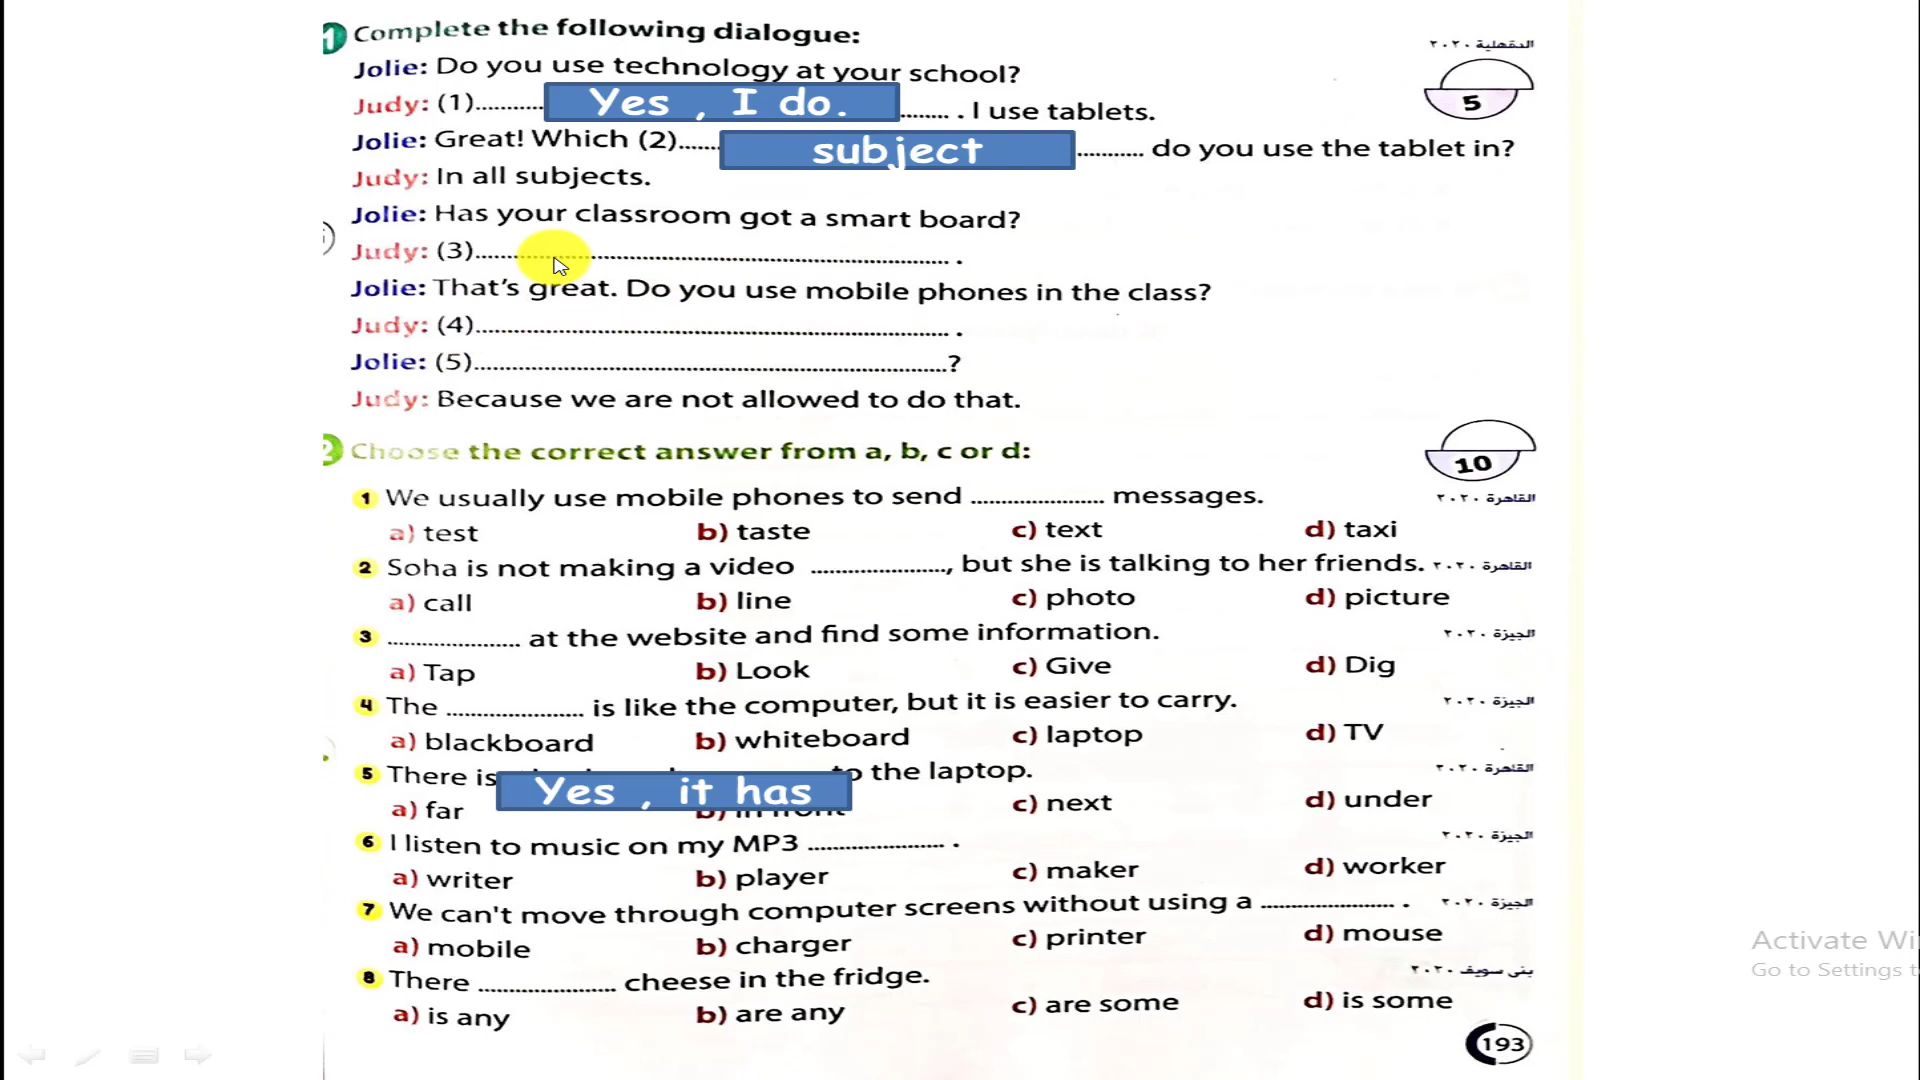 1 Complete the following dialogue:
الدقهلية ٢٠٢٠
Jolie: Do you use technology at your school?
5
Judy: (1).......... Yes , I do. ........ . I use tablets.
Jolie: Great! Which (2)...... subject .......... do you use the tablet in?
Judy: In all subjects.
Jolie: Has your classroom got a smart board?
Judy: (3)..................................................................... .
Jolie: That's great. Do you use mobile phones in the class?
Judy: (4)..................................................................... .
Jolie: (5).....................................................................?
Judy: Because we are not allowed to do that.
2 Choose the correct answer from a, b, c or d:
10
1 We usually use mobile phones to send .................... messages. القاهرة ٢٠٢٠
a) test b) taste c) text d) taxi
2 Soha is not making a video ...................., but she is talking to her friends. القاهرة ٢٠٢٠
a) call b) line c) photo d) picture
3 .................... at the website and find some information. الجيزة ٢٠٢٠
a) Tap b) Look c) Give d) Dig
4 The .................... is like the computer, but it is easier to carry. الجيزة ٢٠٢٠
a) blackboard b) whiteboard c) laptop d) TV
5 There is to the laptop. القاهرة ٢٠٢٠
Yes , it has
a) far b) in front c) next d) under
6 I listen to music on my MP3 .................... . الجيزة ٢٠٢٠
a) writer b) player c) maker d) worker
7 We can't move through computer screens without using a .................... . الجيزة ٢٠٢٠
a) mobile b) charger c) printer d) mouse
8 There .................... cheese in the fridge. بنى سويف ٢٠٢٠
a) is any b) are any c) are some d) is some
193
Activate Wi
Go to Settings t